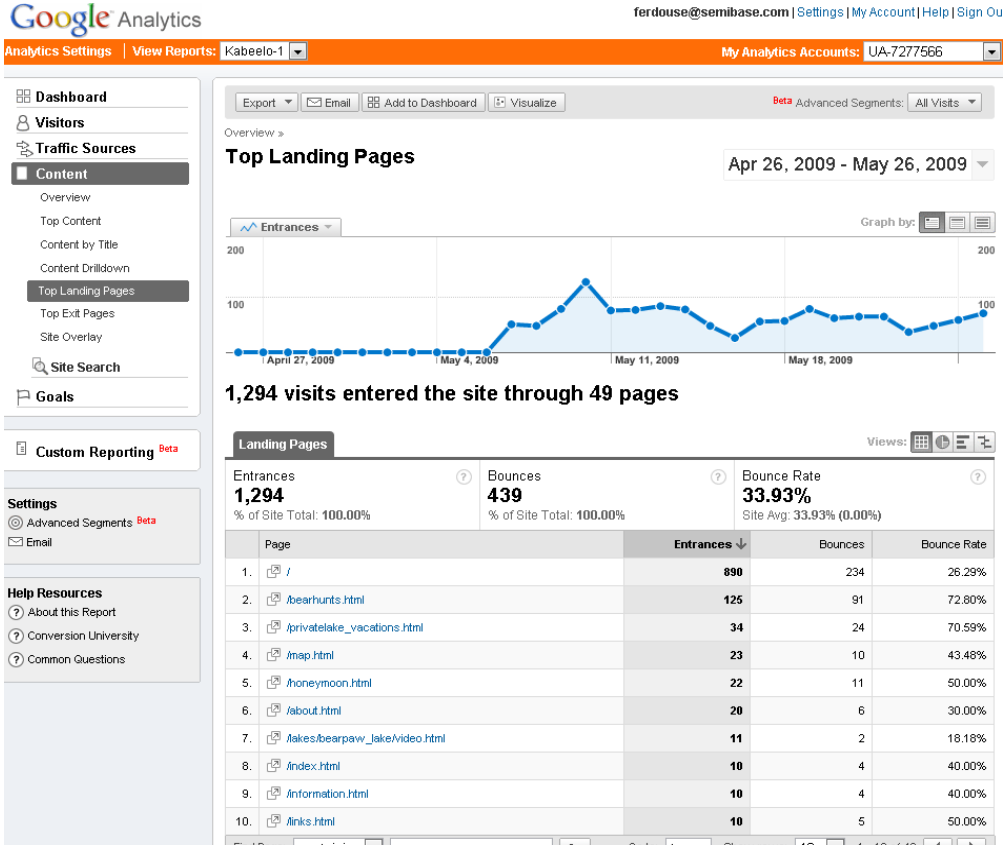 Google Analytics
ferdouse@semibase.com | Settings | My Account | Help | Sign Ou
Analytics Settings | View Reports: Kabeelo-1
My Analytics Accounts: UA-7277566
Dashboard
Visitors
Traffic Sources
Content
Overview
Top Content
Content by Title
Content Drilldown
Top Landing Pages
Top Exit Pages
Site Overlay
Site Search
Goals
Custom Reporting Beta
Settings
Advanced Segments Beta
Email
Help Resources
? About this Report
? Conversion University
? Common Questions
Export Email Add to Dashboard Visualize
Beta Advanced Segments: All Visits
Overview »
Top Landing Pages
Apr 26, 2009 - May 26, 2009
Entrances
Graph by:
200 200
100 100
April 27, 2009 May 4, 2009 May 11, 2009 May 18, 2009
1,294 visits entered the site through 49 pages
Landing Pages
Views:
Entrances ?
1,294
% of Site Total: 100.00%
Bounces ?
439
% of Site Total: 100.00%
Bounce Rate ?
33.93%
Site Avg: 33.93% (0.00%)
Page Entrances Bounces Bounce Rate
1. / 890 234 26.29%
2. /bearhunts.html 125 91 72.80%
3. /privatelake_vacations.html 34 24 70.59%
4. /map.html 23 10 43.48%
5. /honeymoon.html 22 11 50.00%
6. /about.html 20 6 30.00%
7. /lakes/bearpaw_lake/video.html 11 2 18.18%
8. /index.html 10 4 40.00%
9. /information.html 10 4 40.00%
10. /links.html 10 5 50.00%